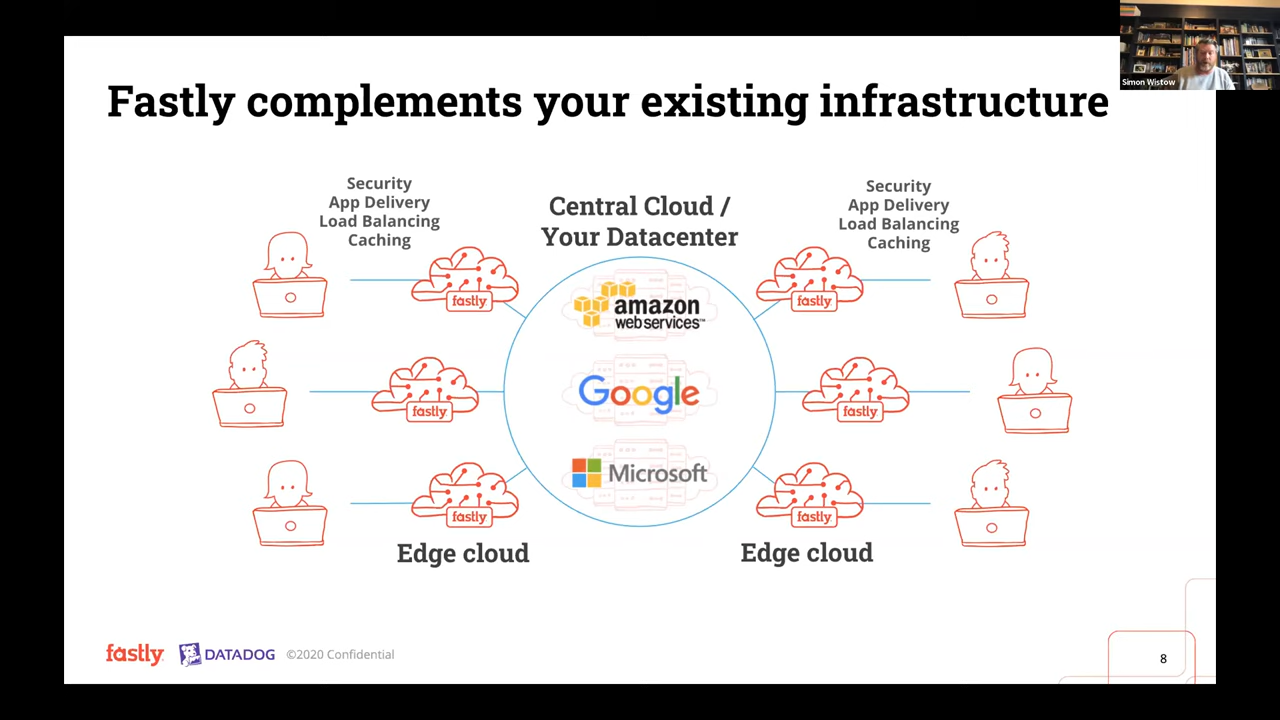 Fastly complements your existing infrastructure
Simon Wistow
Security
App Delivery
Load Balancing
Caching
Central Cloud /
Your Datacenter
Security
App Delivery
Load Balancing
Caching
fastly
amazon
web services™
fastly
fastly
Google
fastly
fastly
Microsoft
fastly
Edge cloud
Edge cloud
fastly
DATADOG
©2020 Confidential
8